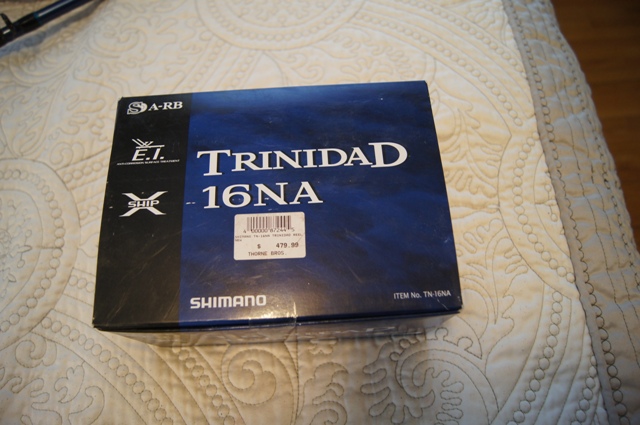 S A-RB
E.I.
SHIP
X
TRINIDAD
16NA
$ 479.99
THORNE BROS.
SHIMANO
ITEM No. TN-16NA